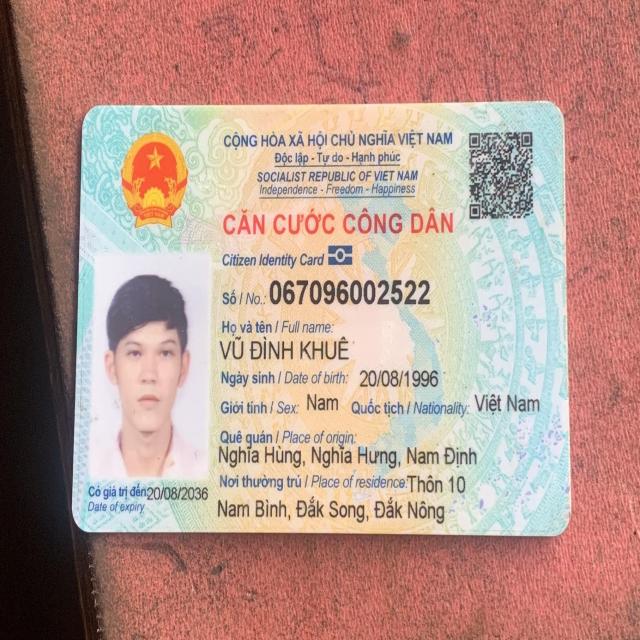 CỘNG HÒA XÃ HỘI CHỦ NGHĨA VIỆT NAM
Độc lập - Tự do - Hạnh phúc
SOCIALIST REPUBLIC OF VIET NAM
Independence - Freedom - Happiness
CĂN CƯỚC CÔNG DÂN
Citizen Identity Card
Số / No.: 067096002522
Họ và tên / Full name:
VŨ ĐÌNH KHUÊ
Ngày sinh / Date of birth: 20/08/1996
Giới tính / Sex: Nam Quốc tịch / Nationality: Việt Nam
Quê quán / Place of origin:
Nghĩa Hùng, Nghĩa Hưng, Nam Định
Nơi thường trú / Place of residence: Thôn 10
Nam Bình, Đắk Song, Đắk Nông
Có giá trị đến: 20/08/2036
Date of expiry